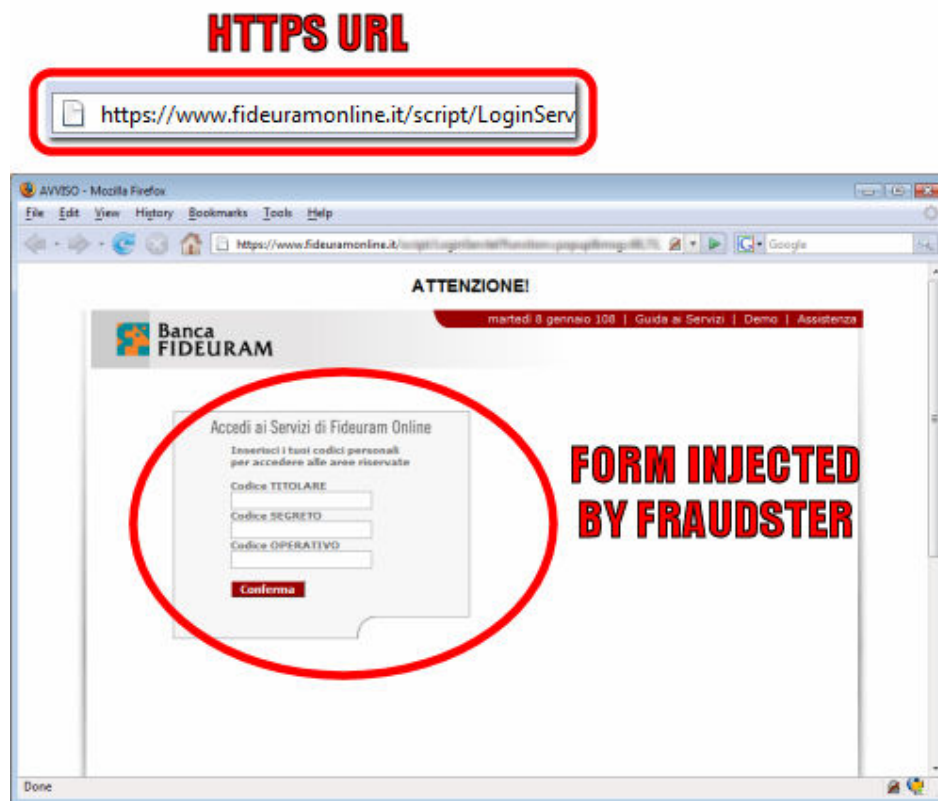 HTTPS URL
https://www.fideuramonline.it/script/LoginServ
AVVISO - Mozilla Firefox
File Edit View History Bookmarks Tools Help
https://www.fideuramonline.it/ Google
ATTENZIONE!
martedì 8 gennaio 108 | Guida ai Servizi | Demo | Assistenza
Banca
FIDEURAM
Accedi ai Servizi di Fideuram Online
Inserisci i tuoi codici personali
per accedere alle aree riservate
Codice TITOLARE
Codice SEGRETO
Codice OPERATIVO
Conferma
FORM INJECTED
BY FRAUDSTER
Done